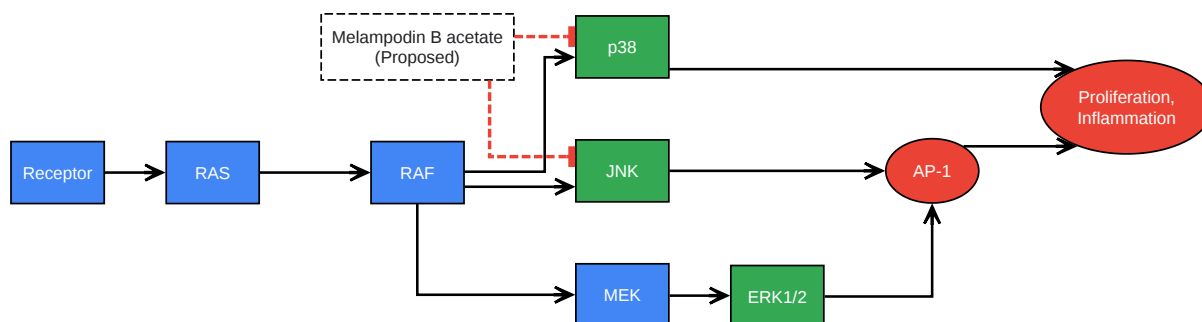 Melampodin B acetate
(Proposed)
p38
Proliferation,
Inflammation
Receptor
RAS
RAF
JNK
AP-1
MEK
ERK1/2